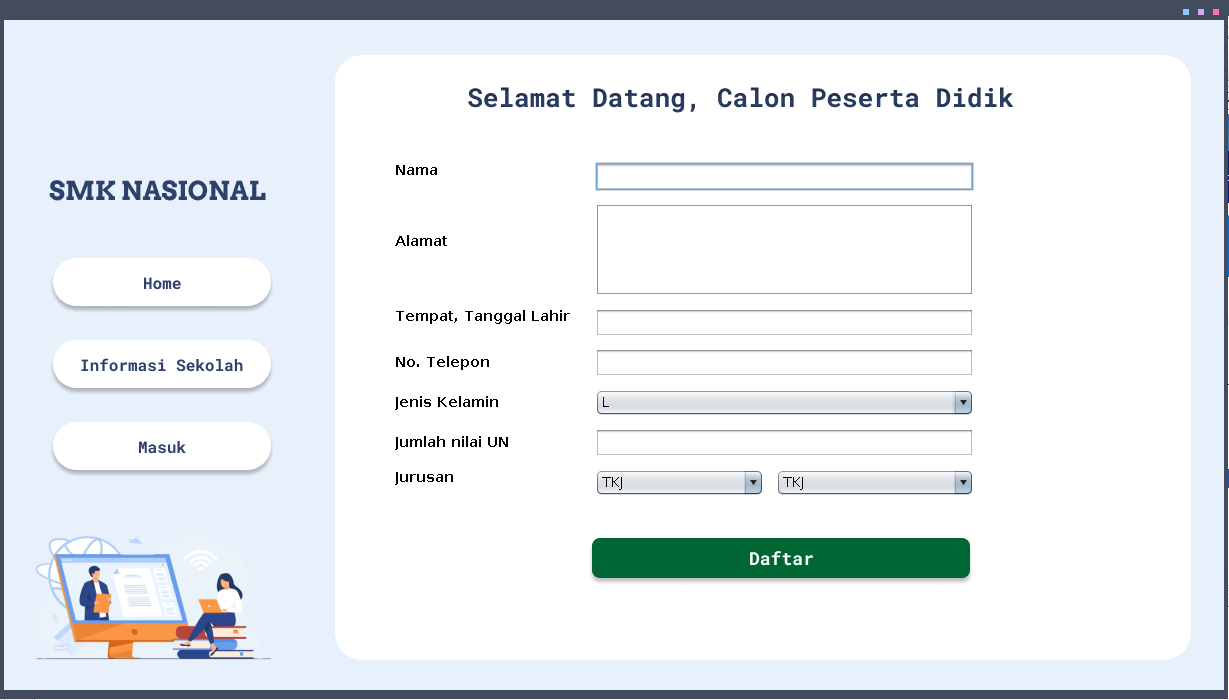 Selamat Datang, Calon Peserta Didik
SMK NASIONAL
Home
Informasi Sekolah
Masuk
Nama
Alamat
Tempat, Tanggal Lahir
No. Telepon
Jenis Kelamin L
Jumlah nilai UN
Jurusan TKJ TKJ
Daftar